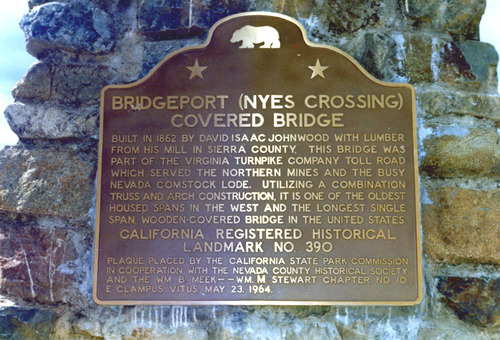 BRIDGEPORT (NYES CROSSING)
COVERED BRIDGE
BUILT IN 1862 BY DAVID ISAAC JOHNWOOD WITH LUMBER
FROM HIS MILL IN SIERRA COUNTY. THIS BRIDGE WAS
PART OF THE VIRGINIA TURNPIKE COMPANY TOLL ROAD
WHICH SERVED THE NORTHERN MINES AND THE BUSY
NEVADA COMSTOCK LODE. UTILIZING A COMBINATION
TRUSS AND ARCH CONSTRUCTION, IT IS ONE OF THE OLDEST
HOUSED SPANS IN THE WEST AND THE LONGEST SINGLE
SPAN, WOODEN-COVERED BRIDGE IN THE UNITED STATES.
CALIFORNIA REGISTERED HISTORICAL
LANDMARK NO. 390
PLAQUE PLACED BY THE CALIFORNIA STATE PARK COMMISSION
IN COOPERATION WITH THE NEVADA COUNTY HISTORICAL SOCIETY
AND THE WM B MEEK--WM. M STEWART CHAPTER NO 10
E CLAMPUS VITUS, MAY 23, 1964.